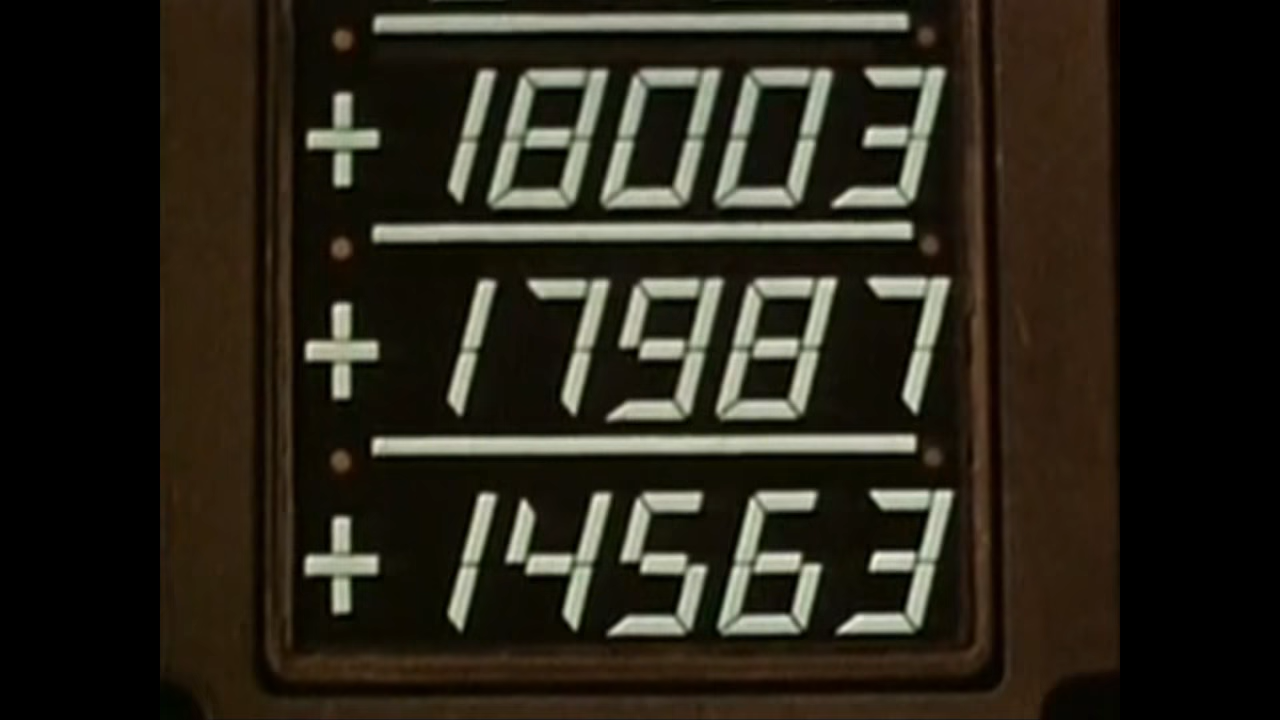 + 18003
+ 17987
+ 14563